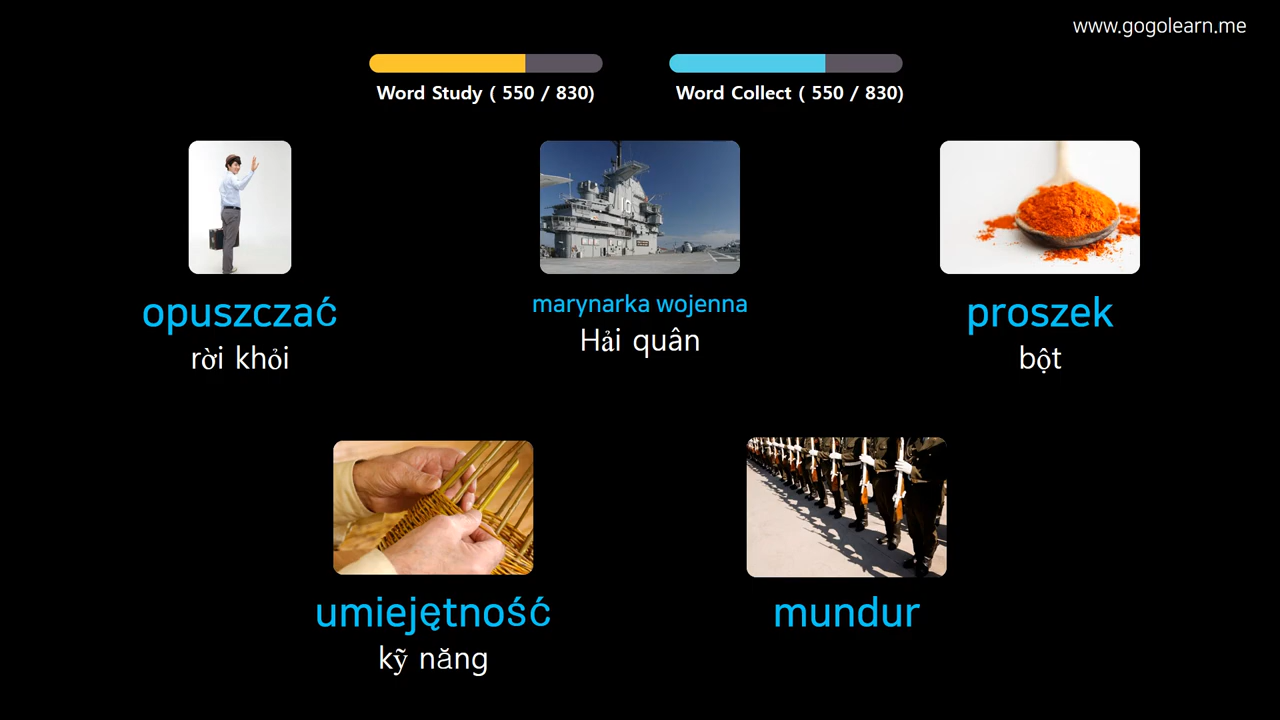 www.gogolearn.me
Word Study ( 550 / 830)
Word Collect ( 550 / 830)
opuszczać
rời khỏi
marynarka wojenna
Hải quân
proszek
bột
umiejętność
kỹ năng
mundur